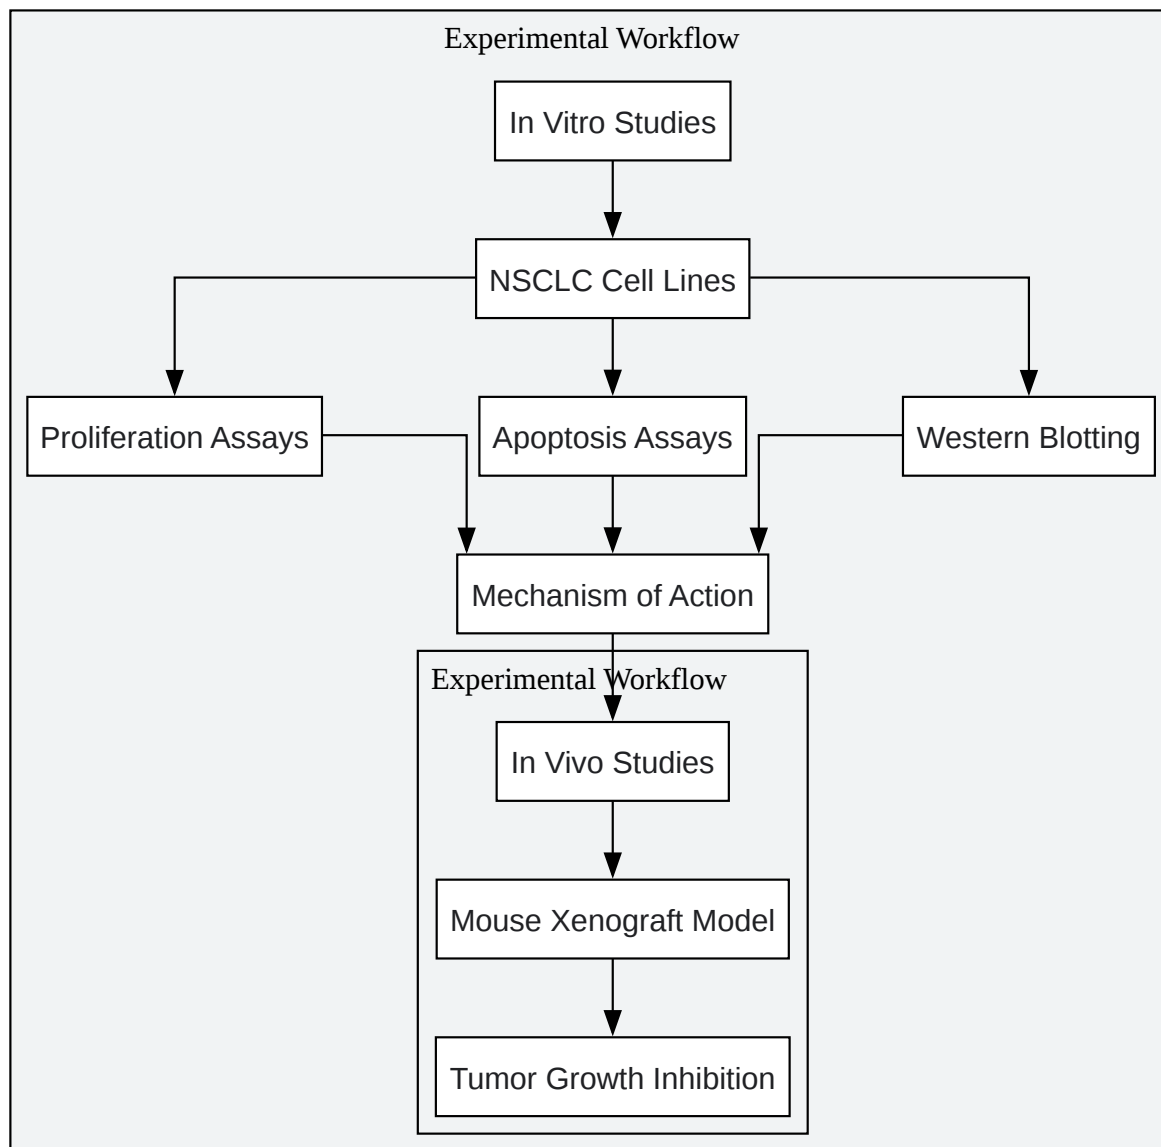 Experimental Workflow
In Vitro Studies
NSCLC Cell Lines
Proliferation Assays
Apoptosis Assays
Western Blotting
Mechanism of Action
Experimental Workflow
In Vivo Studies
Mouse Xenograft Model
Tumor Growth Inhibition